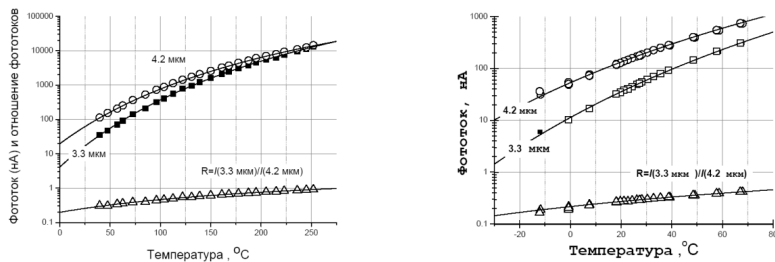 Фототок (нА) и отношение фототоков
100000
10000
1000
100
10
1
0.1
4.2 мкм
3.3 мкм
R=I(3.3 мкм)/I(4.2 мкм)
0 50 100 150 200 250
Температура , °C
Фототок , нА
1000
100
10
1
0.1
4.2 мкм
3.3 мкм
R=I(3.3 мкм )/I(4.2 мкм)
-20 0 20 40 60 80
Температура ,°C